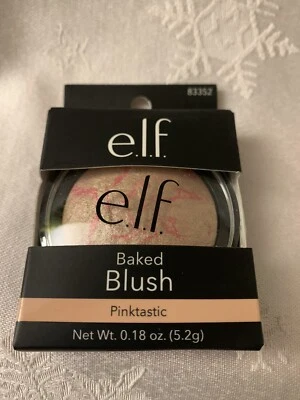 83352
e.l.f.
e.l.f.
Baked
Blush
Pinktastic
Net Wt. 0.18 oz. (5.2g)